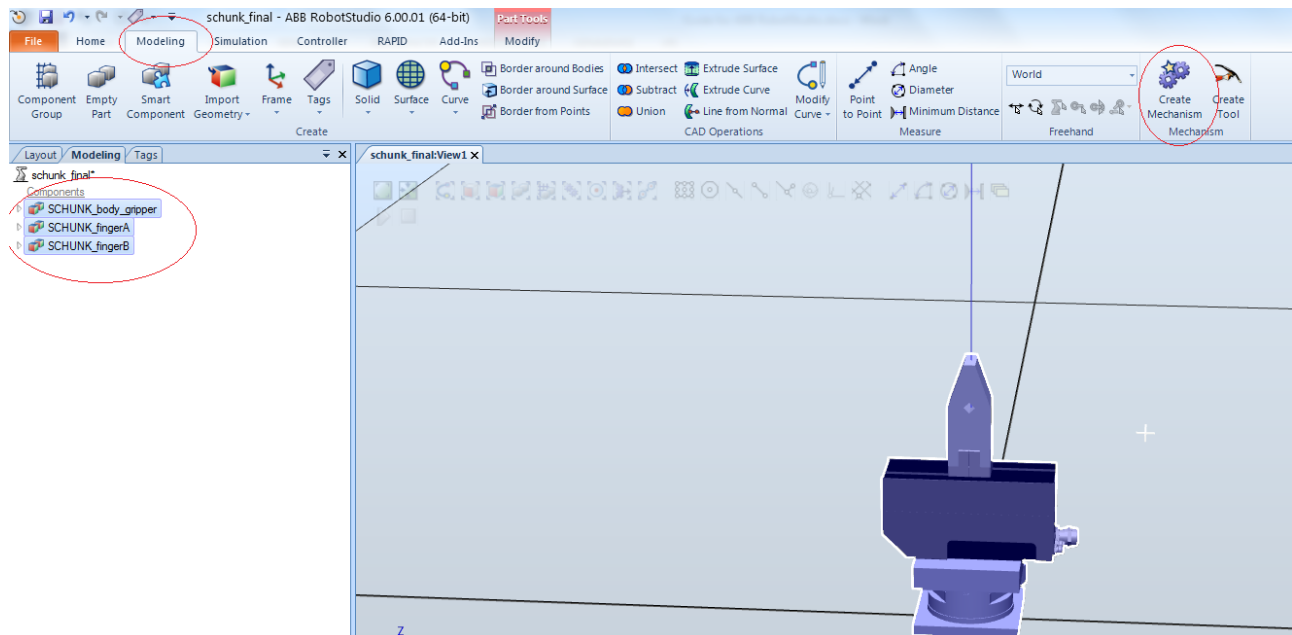 schunk_final - ABB RobotStudio 6.00.01 (64-bit)
Part Tools
File Home Modeling Simulation Controller RAPID Add-Ins Modify
Component Group
Empty Part
Smart Component
Import Geometry
Frame
Tags
Solid
Surface
Curve
Border around Bodies
Border around Surface
Border from Points
Create
Intersect
Subtract
Union
Extrude Surface
Extrude Curve
Line from Normal
Modify Curve
CAD Operations
Point to Point
Angle
Diameter
Minimum Distance
Measure
World
Freehand
Create Mechanism
Create Tool
Mechanism
Layout Modeling Tags
schunk_final:View1
schunk_final*
Components
SCHUNK_body_gripper
SCHUNK_fingerA
SCHUNK_fingerB
Z